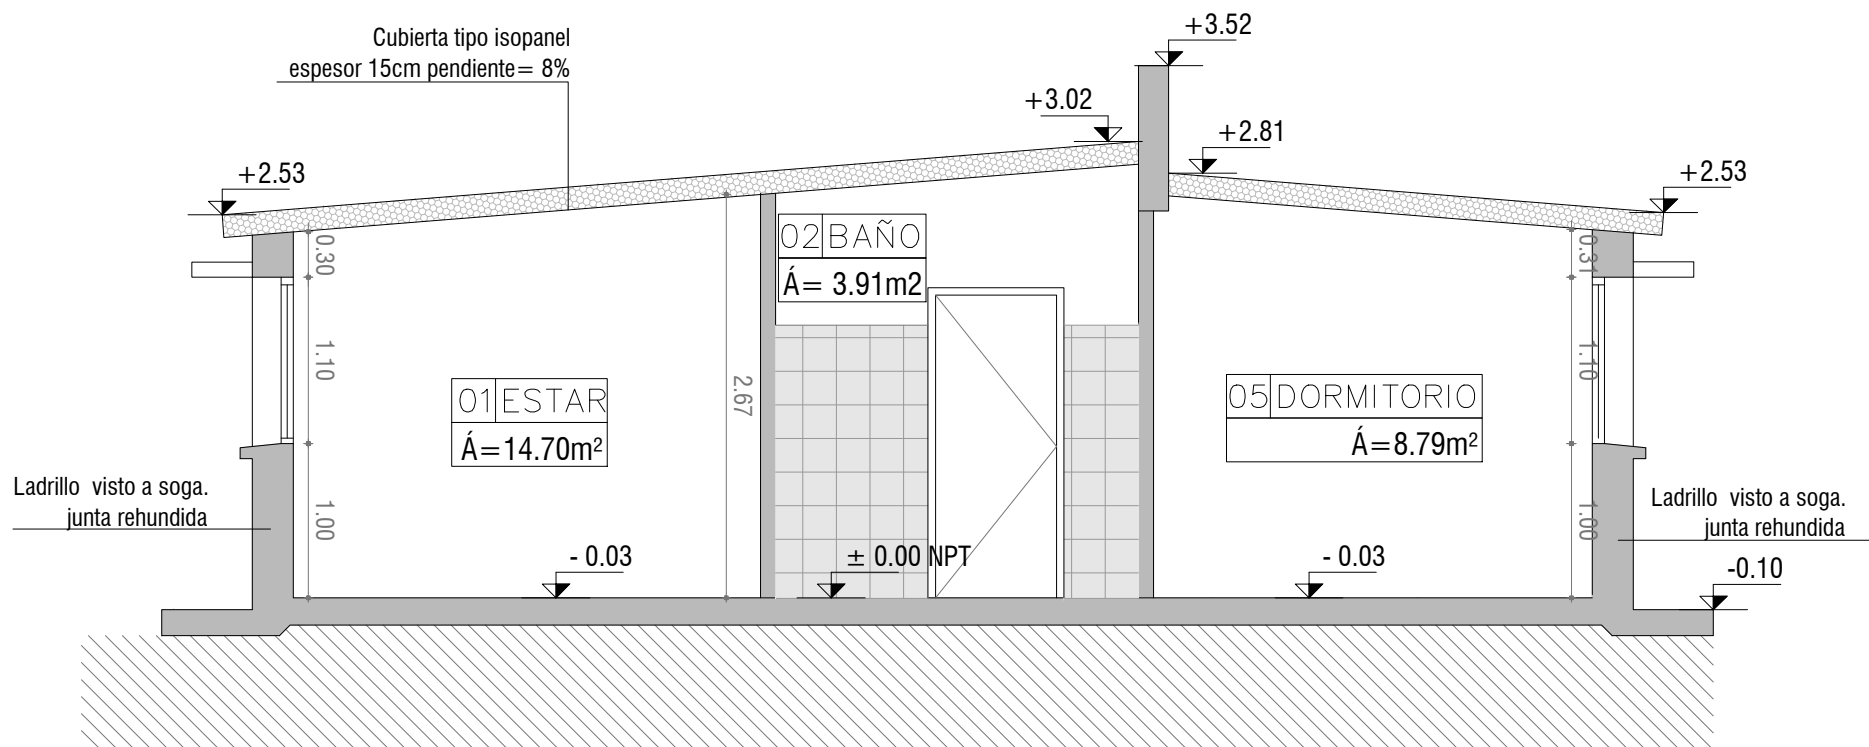 +3.52
Cubierta tipo isopanel
espesor 15cm pendiente= 8%
+3.02
+2.81
+2.53
+2.53
02 BAÑO
Á= 3.91m2
0.30
0.31
1.10
1.10
2.67
01 ESTAR
Á=14.70m²
05 DORMITORIO
Á=8.79m²
Ladrillo visto a soga.
junta rehundida
1.00
1.00
Ladrillo visto a soga.
junta rehundida
- 0.03
± 0.00 NPT
- 0.03
-0.10